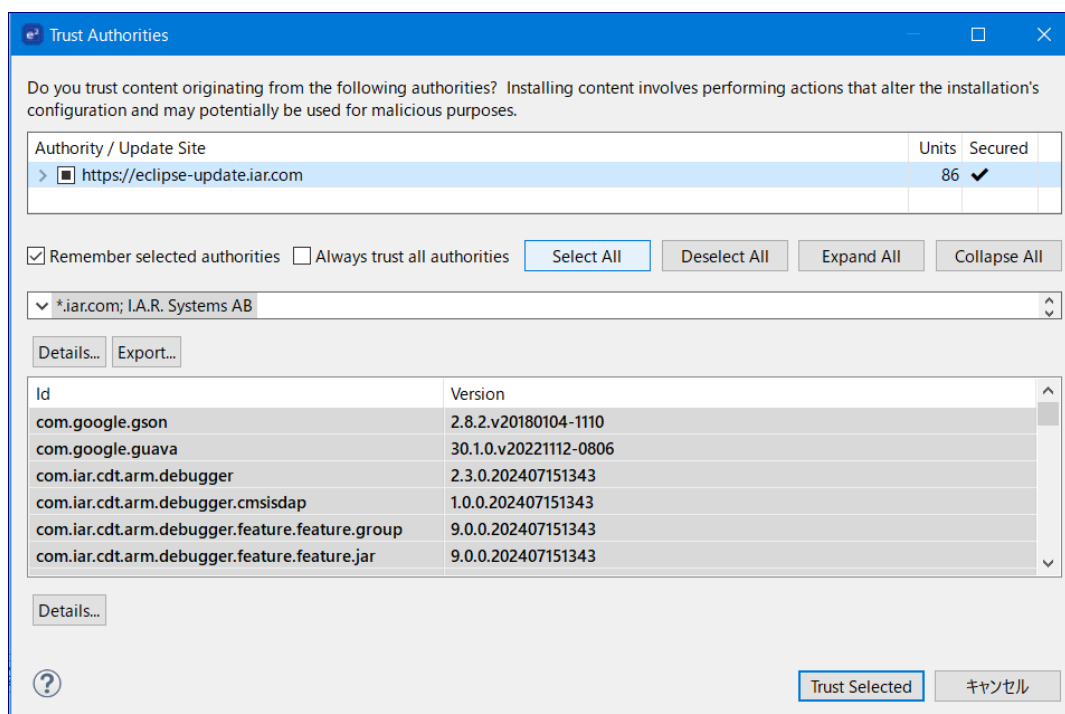 e² Trust Authorities
Do you trust content originating from the following authorities?  Installing content involves performing actions that alter the installation's
configuration and may potentially be used for malicious purposes.
Authority / Update Site Units Secured
https://eclipse-update.iar.com 86
Remember selected authorities Always trust all authorities Select All Deselect All Expand All Collapse All
*.iar.com; I.A.R. Systems AB
Details... Export...
Id Version
com.google.gson 2.8.2.v20180104-1110
com.google.guava 30.1.0.v20221112-0806
com.iar.cdt.arm.debugger 2.3.0.202407151343
com.iar.cdt.arm.debugger.cmsisdap 1.0.0.202407151343
com.iar.cdt.arm.debugger.feature.feature.group 9.0.0.202407151343
com.iar.cdt.arm.debugger.feature.feature.jar 9.0.0.202407151343
Details...
? Trust Selected キャンセル